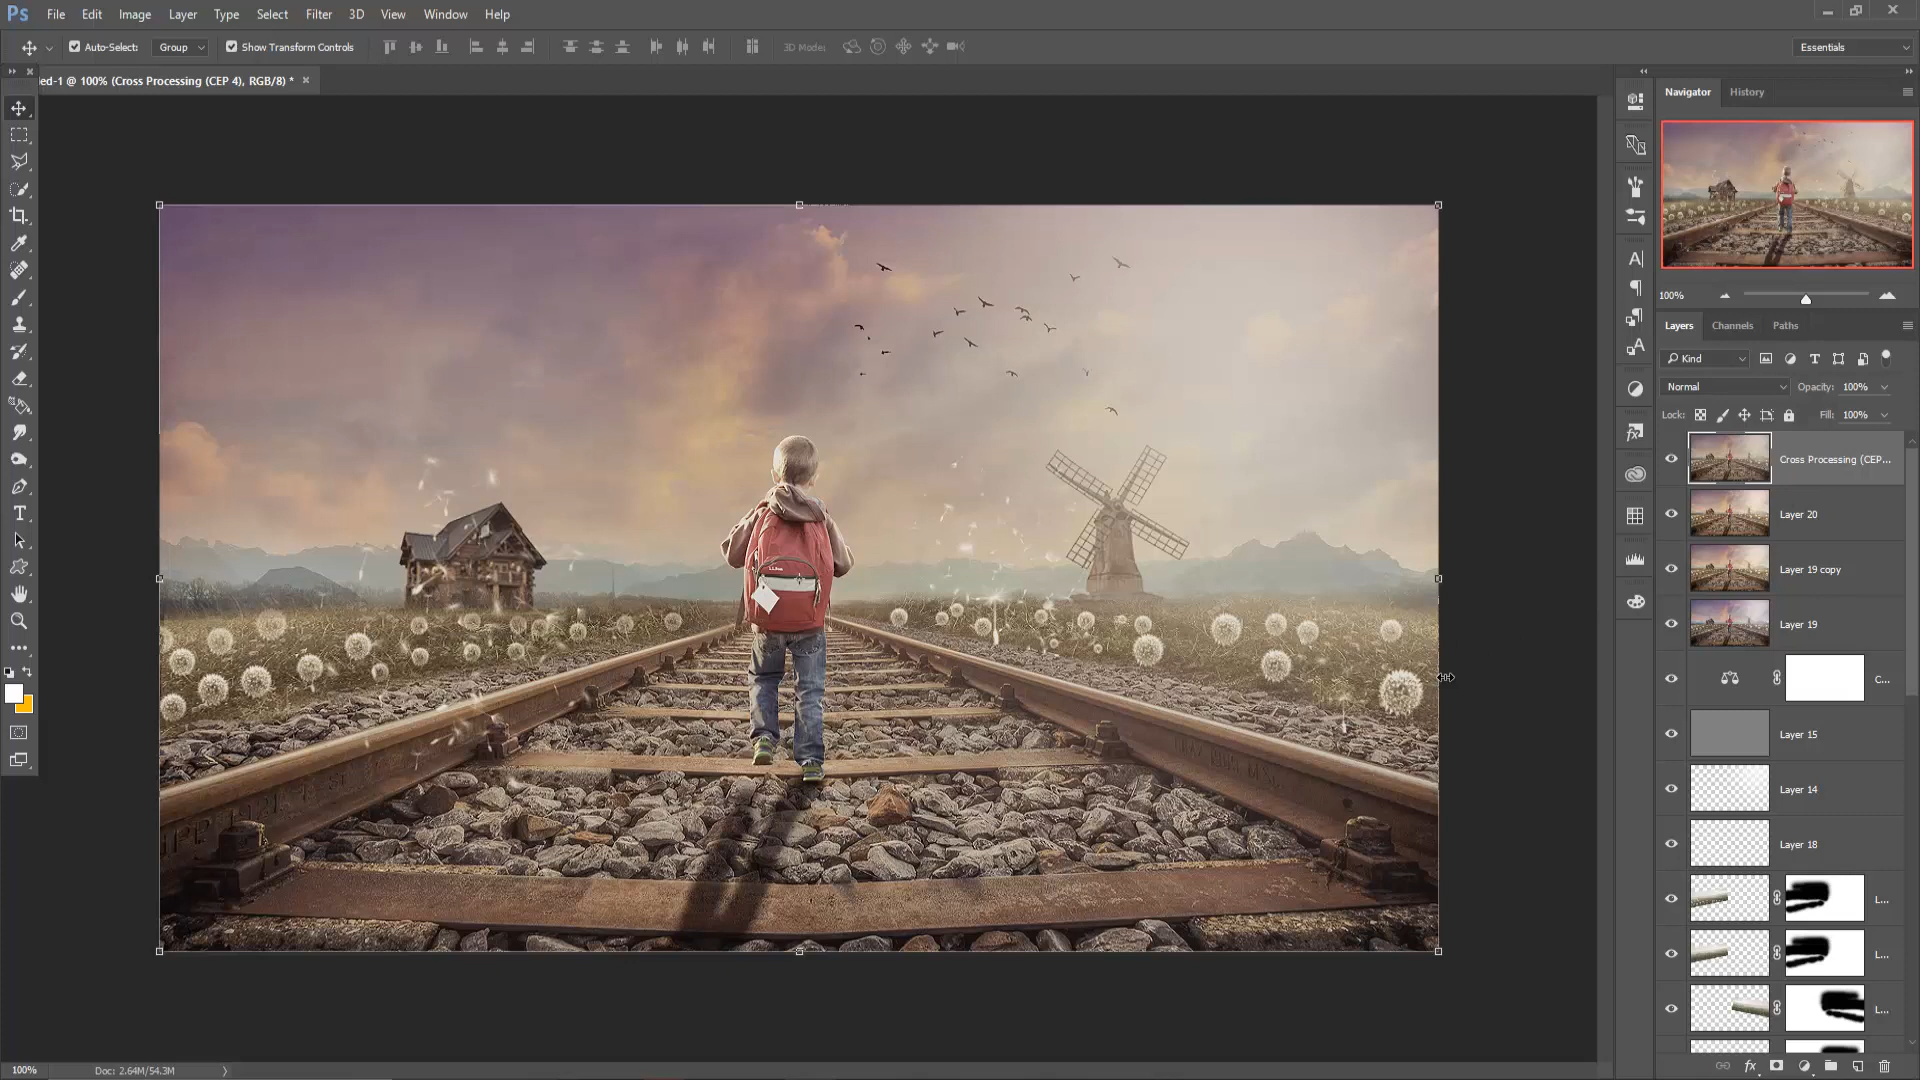 Ps File Edit Image Layer Type Select Filter 3D View Window Help
Auto-Select: Group Show Transform Controls 3D Mode: Essentials
ed-1 @ 100% (Cross Processing (CEP 4), RGB/8) *
Navigator History
100%
Layers Channels Paths
Kind
Normal Opacity: 100%
Lock: Fill: 100%
Cross Processing (CEP...
Layer 20
Layer 19 copy
Layer 19
C...
Layer 15
Layer 14
Layer 18
L...
L...
L...
100% Doc: 2.64M/54.3M